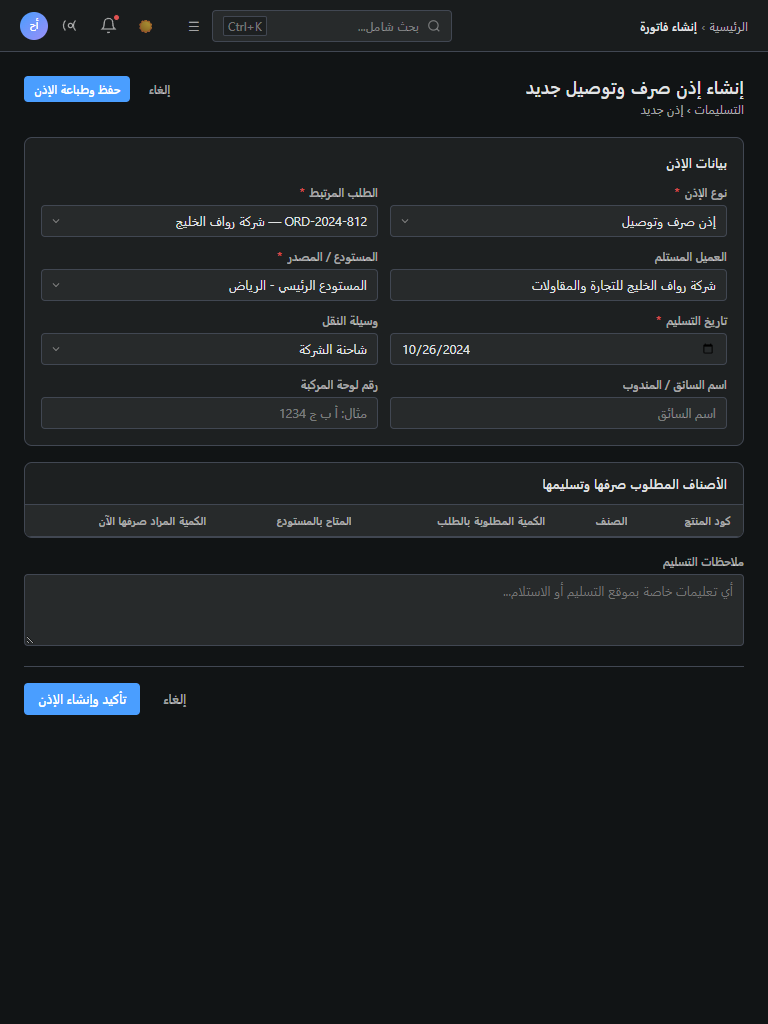 الرئيسية › إنشاء فاتورة
بحث شامل... Ctrl+K
أح
إنشاء إذن صرف وتوصيل جديد
التسليمات › إذن جديد
إلغاء
حفظ وطباعة الإذن
بيانات الإذن
نوع الإذن *
إذن صرف وتوصيل
الطلب المرتبط *
ORD-2024-812 — شركة رواف الخليج
العميل المستلم
شركة رواف الخليج للتجارة والمقاولات
المستودع / المصدر *
المستودع الرئيسي - الرياض
تاريخ التسليم *
10/26/2024
وسيلة النقل
شاحنة الشركة
اسم السائق / المندوب
اسم السائق
رقم لوحة المركبة
مثال: أ ب ج 1234
الأصناف المطلوب صرفها وتسليمها
كود المنتج الصنف الكمية المطلوبة بالطلب المتاح بالمستودع الكمية المراد صرفها الآن
ملاحظات التسليم
أي تعليمات خاصة بموقع التسليم أو الاستلام...
إلغاء
تأكيد وإنشاء الإذن